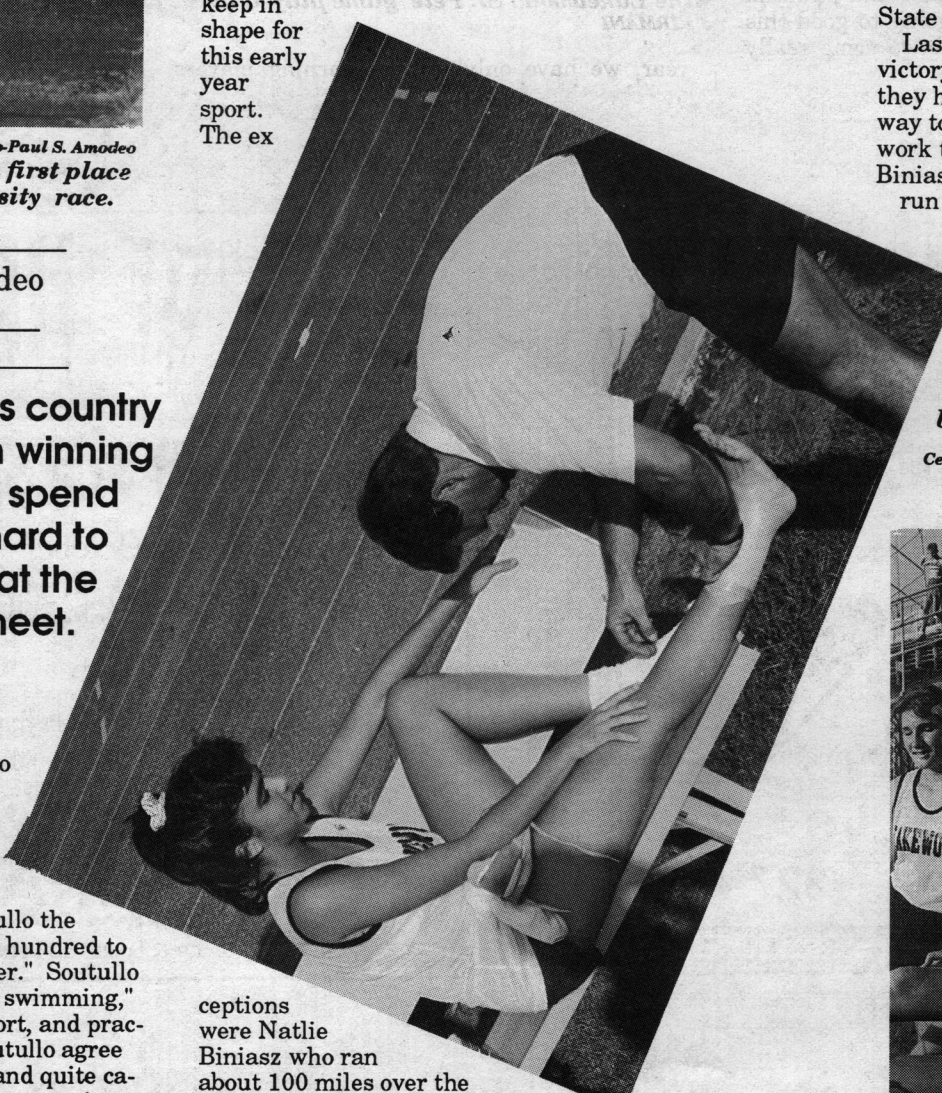 keep in
shape for
this early
year
sport.
The ex
-Paul S. Amodeo
first place
sity race.
deo
s country
winning
spend
ard to
at the
neet.
o
ullo the
hundred to
er." Soutullo
swimming,"
ort, and prac-
utullo agree
and quite ca-
ceptions
were Natlie
Biniasz who ran
about 100 miles over the
State
Las
victory
they h
way to
work t
Binias
run
Ce
AKEWO